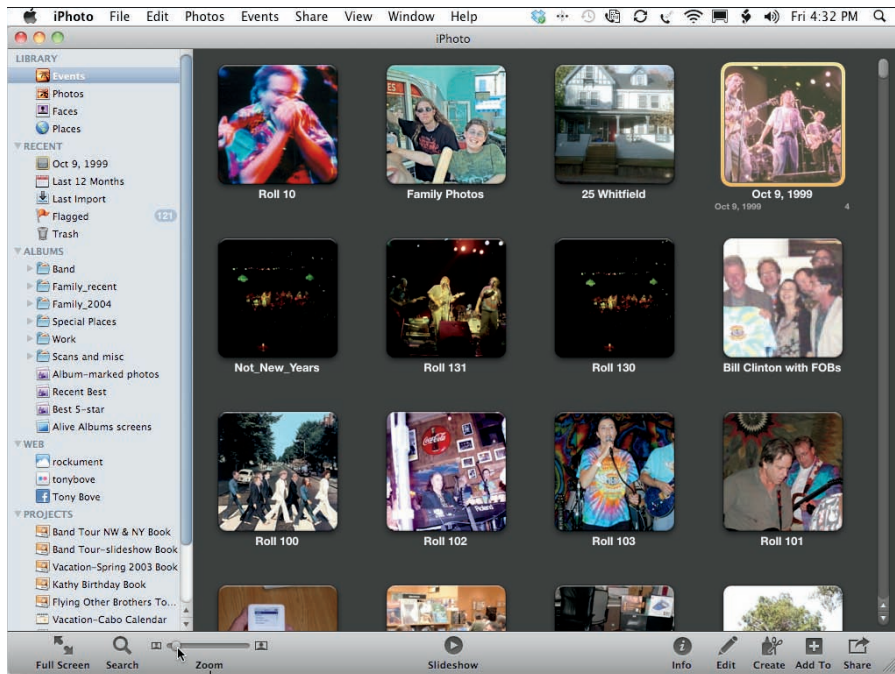 iPhoto File Edit Photos Events Share View Window Help Fri 4:32 PM
iPhoto
LIBRARY
Events
Photos
Faces
Places
RECENT
Oct 9, 1999
Last 12 Months
Last Import
Flagged 121
Trash
ALBUMS
Band
Family_recent
Family_2004
Special Places
Work
Scans and misc
Album-marked photos
Recent Best
Best 5-star
Alive Albums screens
WEB
rockument
tonybove
Tony Bove
PROJECTS
Band Tour NW & NY Book
Band Tour-slideshow Book
Vacation-Spring 2003 Book
Kathy Birthday Book
Flying Other Brothers To...
Vacation-Cabo Calendar
Roll 10 Family Photos 25 Whitfield Oct 9, 1999
Oct 9, 1999 4
Not_New_Years Roll 131 Roll 130 Bill Clinton with FOBs
Coca-Cola
Roll 100 Roll 102 Roll 103 Roll 101
Full Screen Search Zoom Slideshow Info Edit Create Add To Share